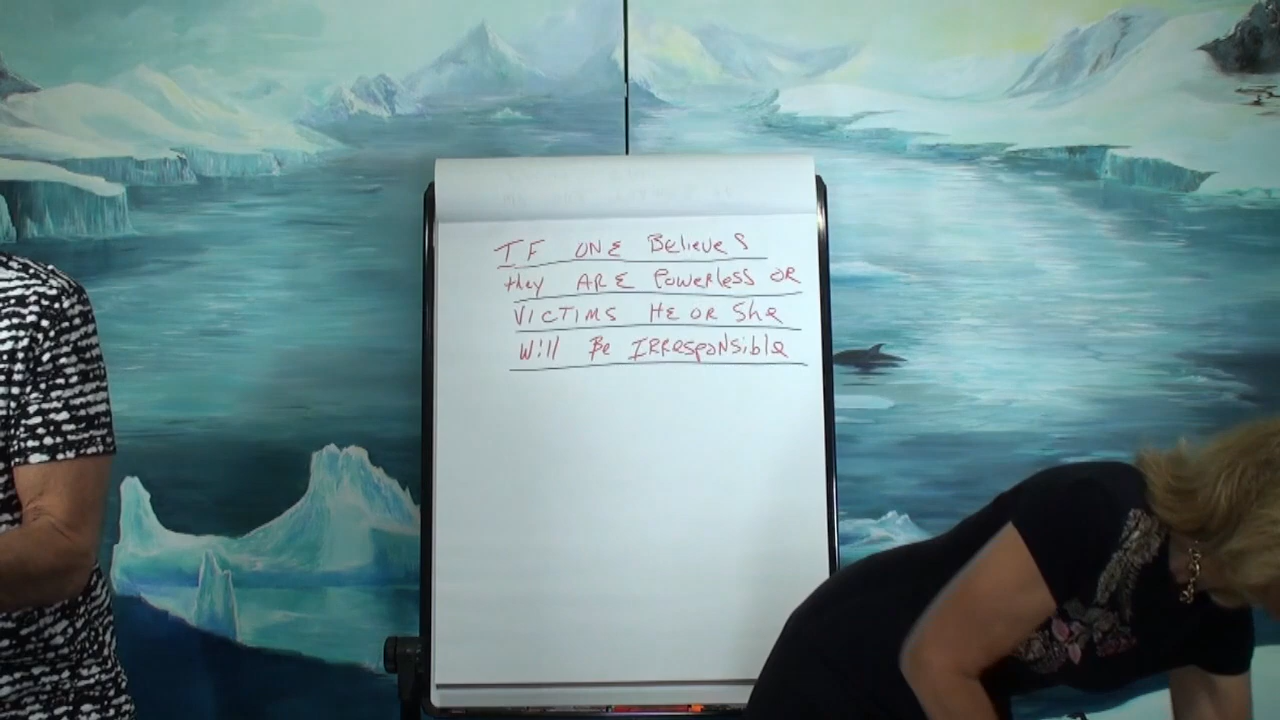 IF ONE Believes
they ARE Powerless OR
VICTIMS HE OR She
Will Be IRResponsible